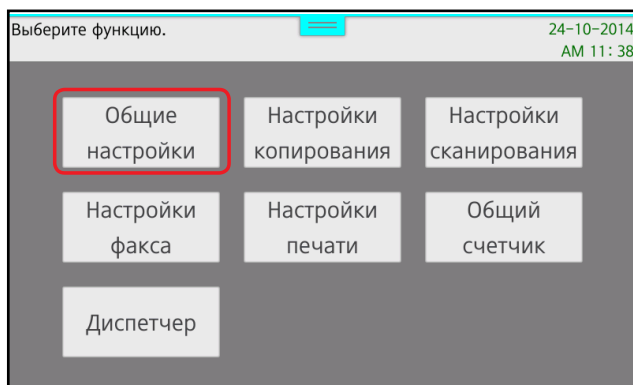 Выберите функцию.
24-10-2014
AM 11:38
Общие
настройки
Настройки
копирования
Настройки
сканирования
Настройки
факса
Настройки
печати
Общий
счетчик
Диспетчер